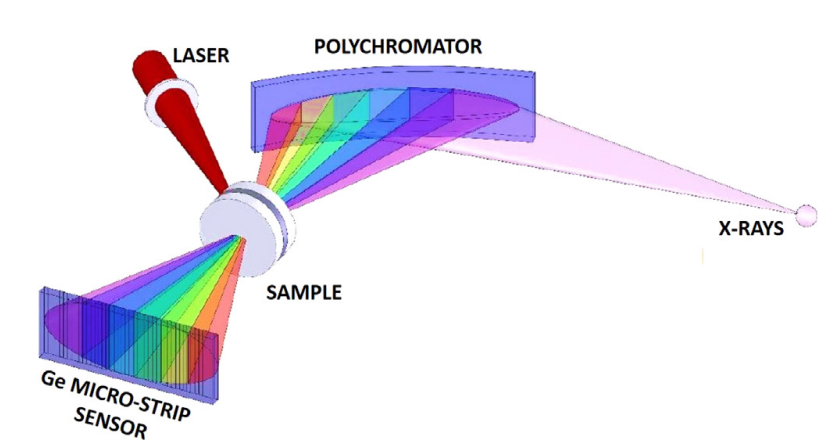 POLYCHROMATOR
LASER
X-RAYS
SAMPLE
Ge MICRO-STRIP
SENSOR